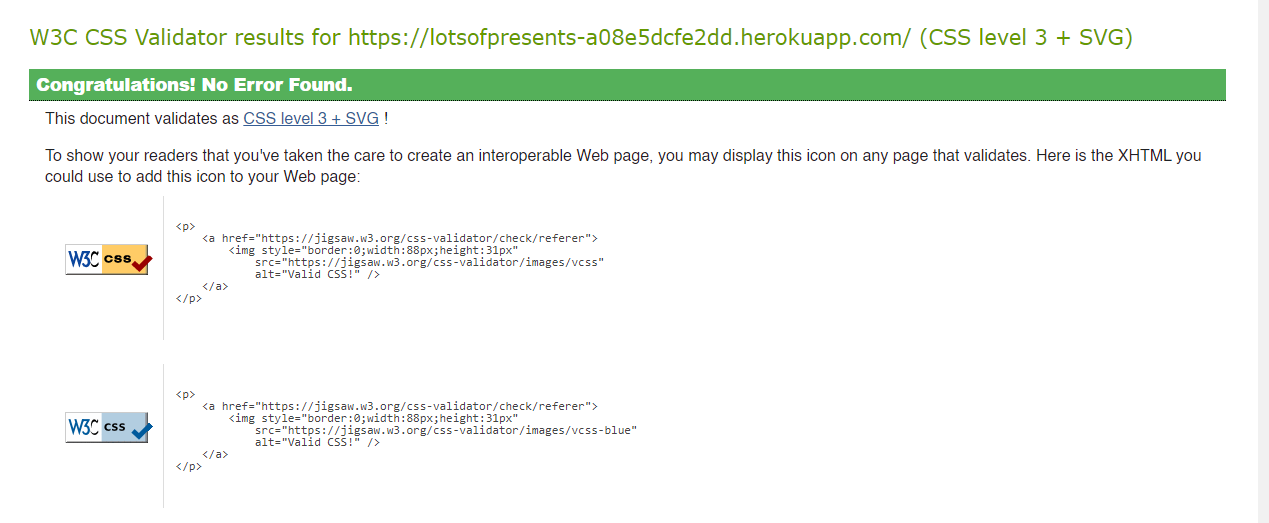 W3C CSS Validator results for https://lotsofpresents-a08e5dcfe2dd.herokuapp.com/ (CSS level 3 + SVG)
Congratulations! No Error Found.
This document validates as CSS level 3 + SVG !
To show your readers that you've taken the care to create an interoperable Web page, you may display this icon on any page that validates. Here is the XHTML you
could use to add this icon to your Web page:
W3C css
<p>
    <a href="https://jigsaw.w3.org/css-validator/check/referer">
        <img style="border:0;width:88px;height:31px"
            src="https://jigsaw.w3.org/css-validator/images/vcss"
            alt="Valid CSS!" />
    </a>
</p>
W3C css
<p>
    <a href="https://jigsaw.w3.org/css-validator/check/referer">
        <img style="border:0;width:88px;height:31px"
            src="https://jigsaw.w3.org/css-validator/images/vcss-blue"
            alt="Valid CSS!" />
    </a>
</p>